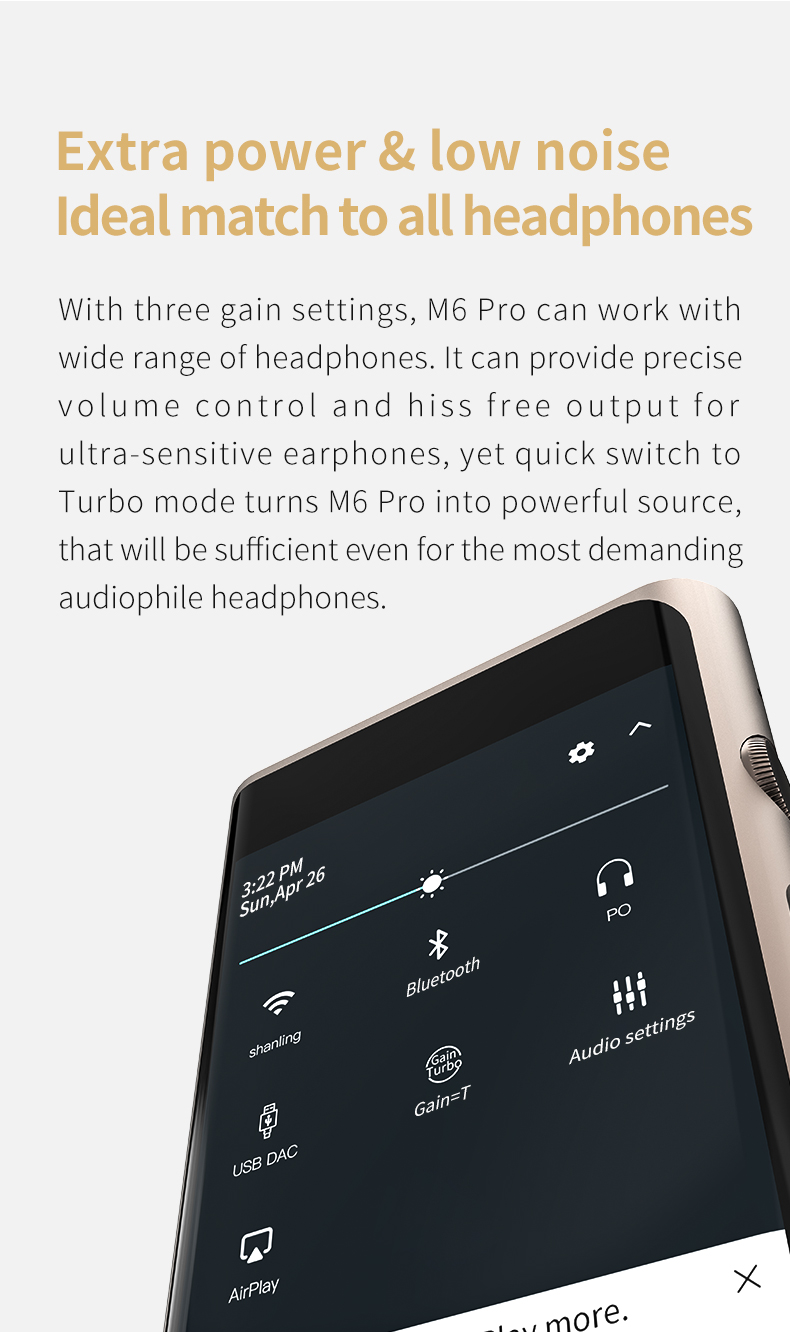 Extra power & low noise
Ideal match to all headphones
With three gain settings, M6 Pro can work with
wide range of headphones. It can provide precise
volume control and hiss free output for
ultra-sensitive earphones, yet quick switch to
Turbo mode turns M6 Pro into powerful source,
that will be sufficient even for the most demanding
audiophile headphones.
3:22 PM
Sun,Apr 26
shanling
Bluetooth
PO
USB DAC
Gain
Turbo
Gain=T
Audio settings
AirPlay
more.